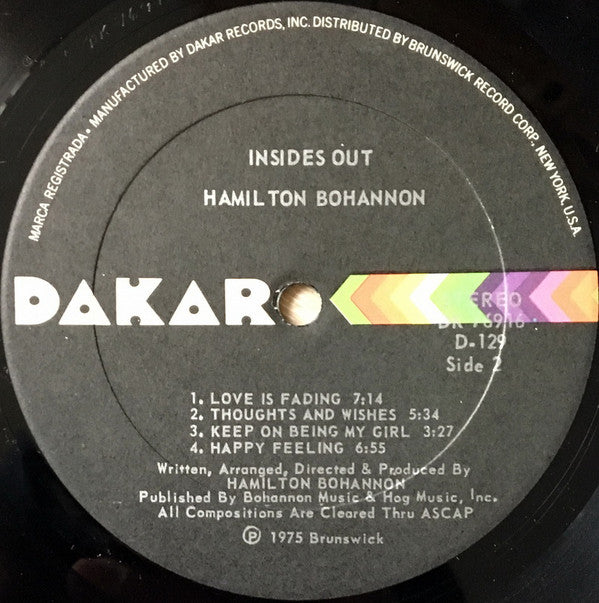 MARCA REGISTRADA • MANUFACTURED BY DAKAR RECORDS, INC. DISTRIBUTED BY BRUNSWICK RECORD CORP., NEW YORK, U.S.A.
INSIDES OUT
HAMILTON BOHANNON
DAKAR
STEREO
DK 76916
D-129
Side 2
1. LOVE IS FADING 7:14
2. THOUGHTS AND WISHES 5:34
3. KEEP ON BEING MY GIRL 3:27
4. HAPPY FEELING 6:55
Written, Arranged, Directed & Produced By
HAMILTON BOHANNON
Published By Bohannon Music & Hog Music, Inc.
All Compositions Are Cleared Thru ASCAP
℗ 1975 Brunswick